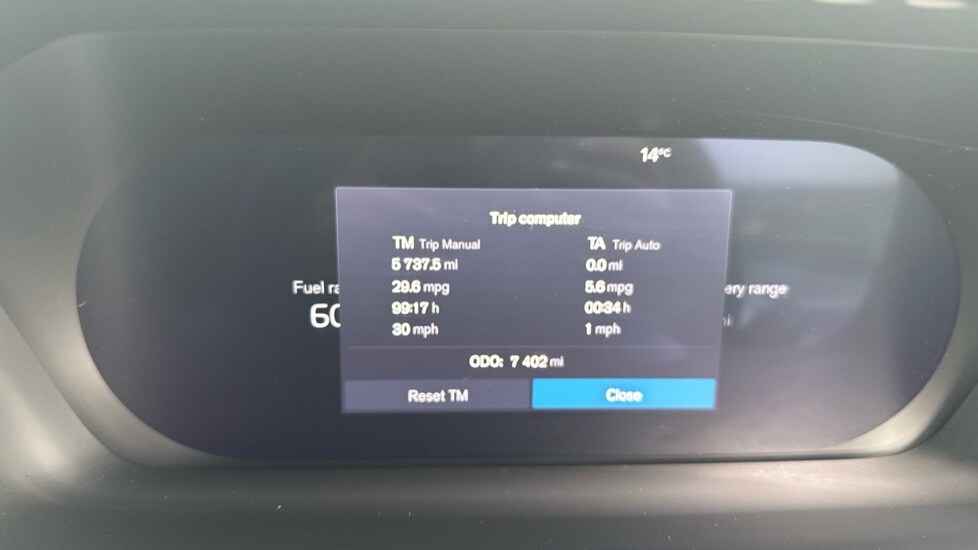 14°C
Trip computer
TM Trip Manual TA Trip Auto
5 737.5 mi 0.0 mi
Fuel ra 29.6 mpg 5.6 mpg ery range
60 99:17 h 00:34 h
30 mph 1 mph
ODO: 7 402 mi
Reset TM Close